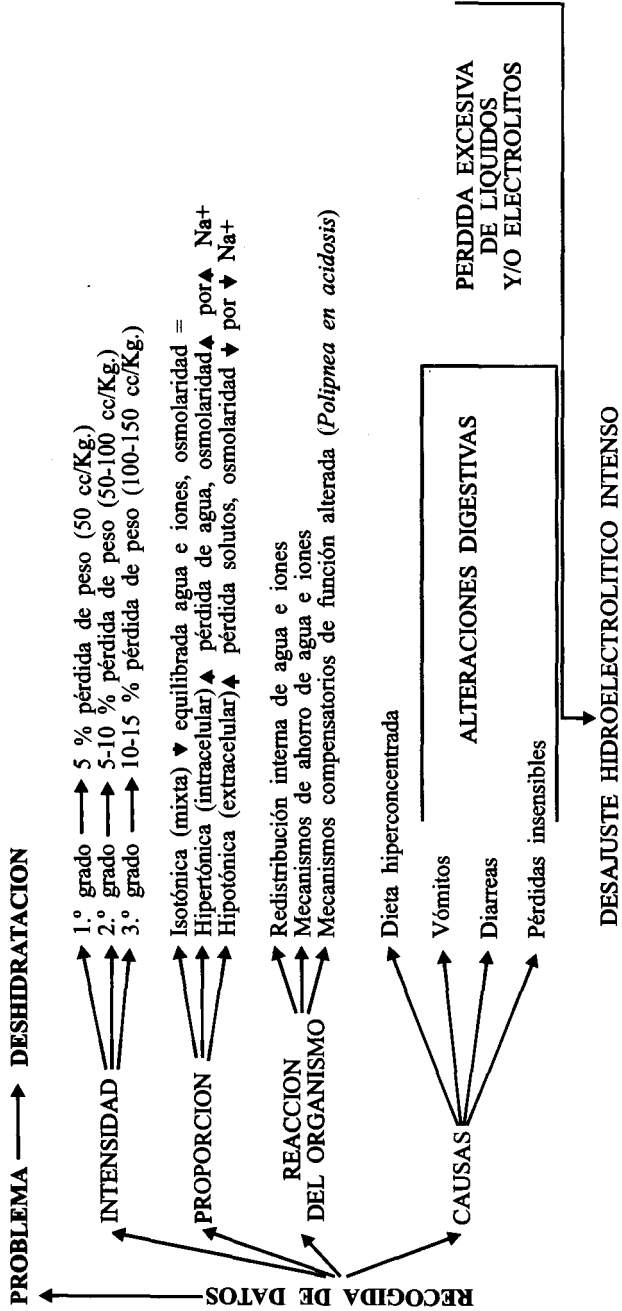 PROBLEMA → DESHIDRATACION
RECOGIDA DE DATOS
INTENSIDAD
1.º grado → 5 % pérdida de peso (50 cc/Kg.)
2.º grado → 5-10 % pérdida de peso (50-100 cc/Kg.)
3.º grado → 10-15 % pérdida de peso (100-150 cc/Kg.)
PROPORCION
Isotónica (mixta) ▼ equilibrada agua e iones, osmolaridad =
Hipertónica (intracelular) ▲ pérdida de agua, osmolaridad ▲ por ▲ Na+
Hipotónica (extracelular) ▲ pérdida solutos, osmolaridad ▼ por ▼ Na+
REACCION
DEL ORGANISMO
Redistribución interna de agua e iones
Mecanismos de ahorro de agua e iones
Mecanismos compensatorios de función alterada (Polipnea en acidosis)
CAUSAS
Dieta hiperconcentrada
Vómitos
Diarreas
Pérdidas insensibles
ALTERACIONES DIGESTIVAS
PERDIDA EXCESIVA
DE LIQUIDOS
Y/O ELECTROLITOS
DESAJUSTE HIDROELECTROLITICO INTENSO